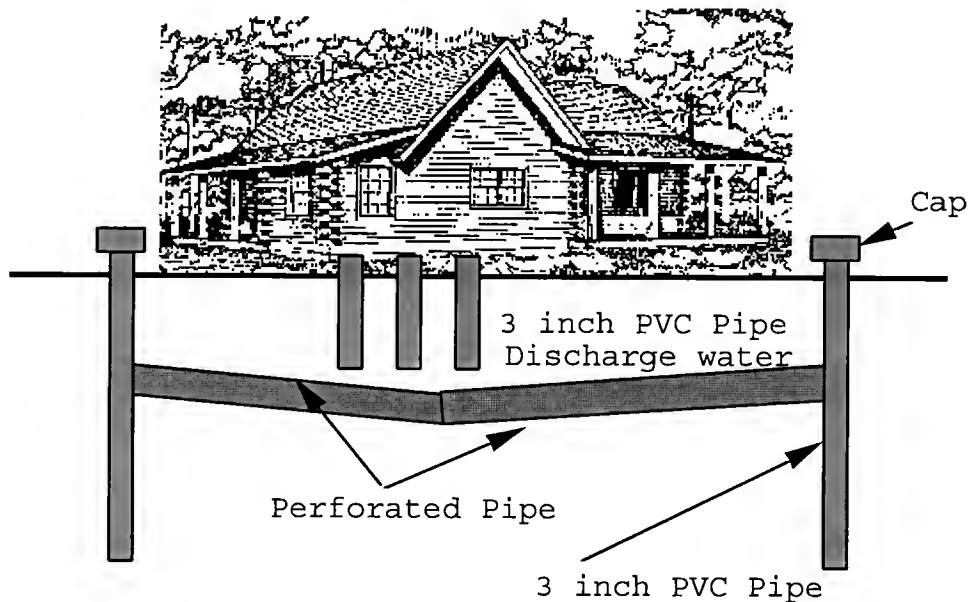 Cap
3 inch PVC Pipe
Discharge water
Perforated Pipe
3 inch PVC Pipe